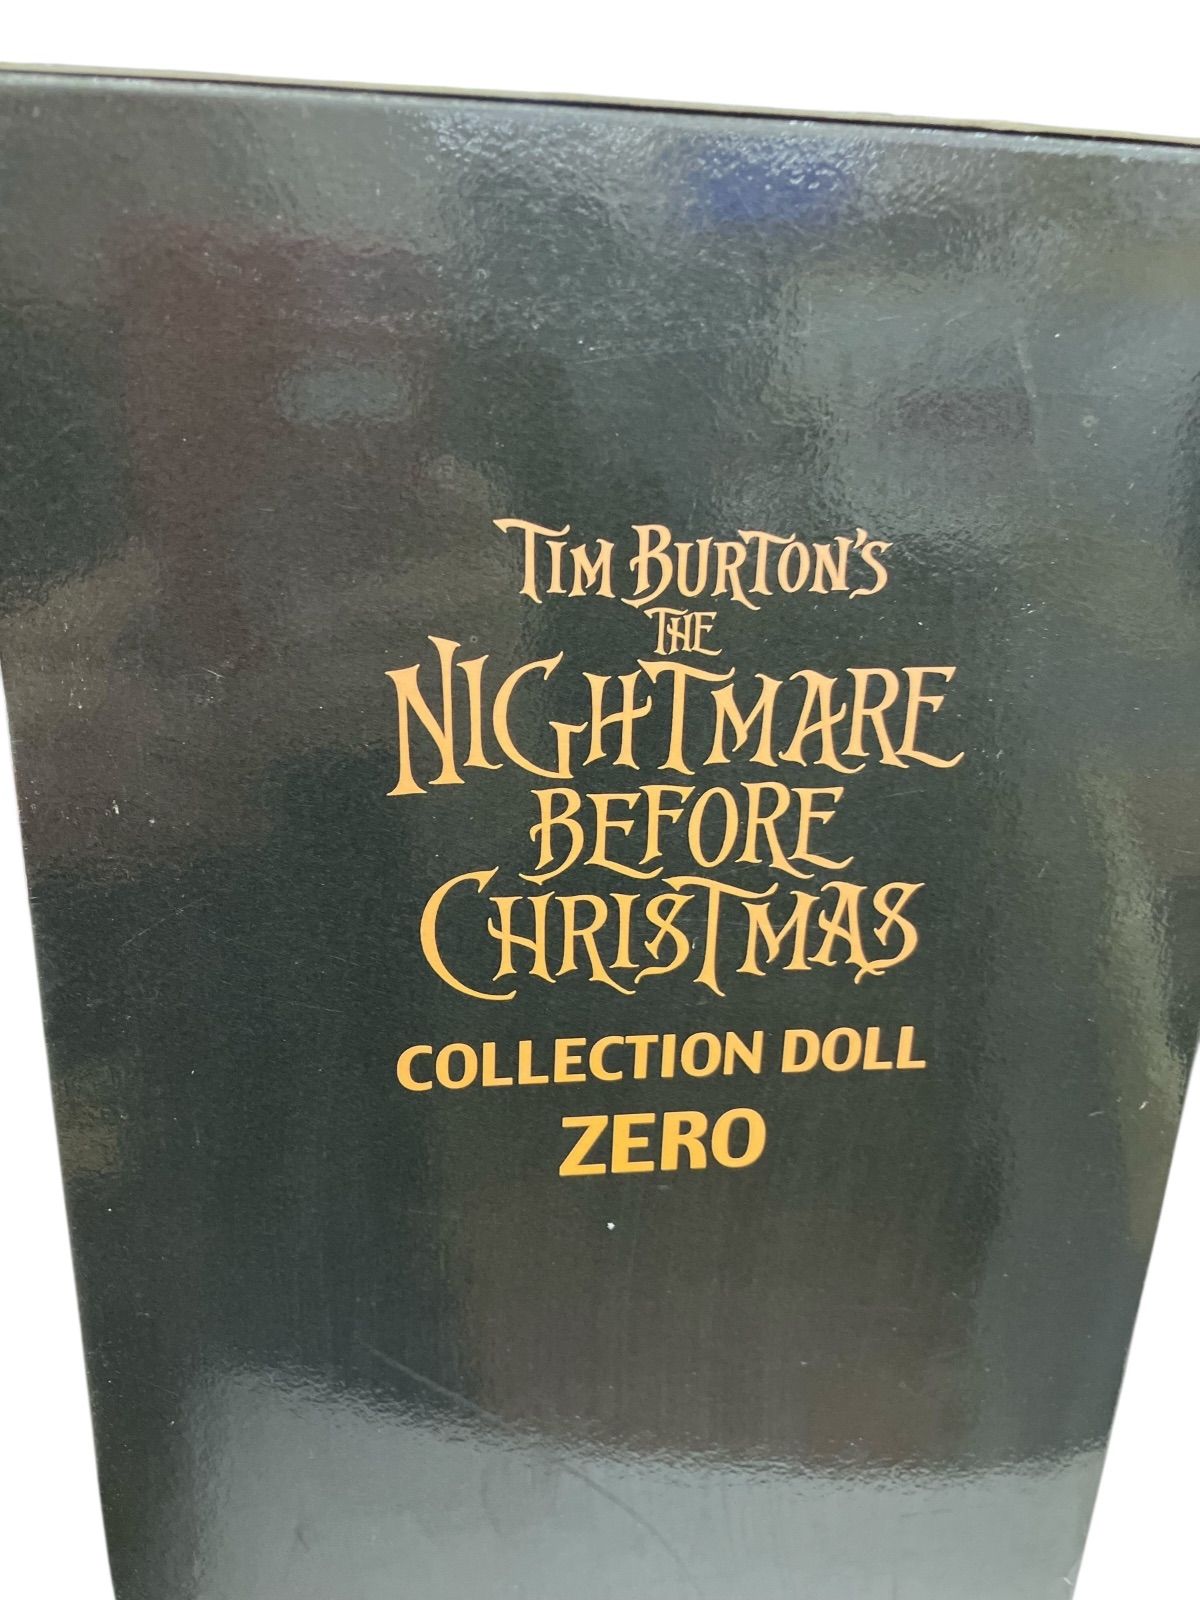 TIM BURTON'S
THE
NIGHTMARE
BEFORE
CHRISTMAS
COLLECTION DOLL
ZERO